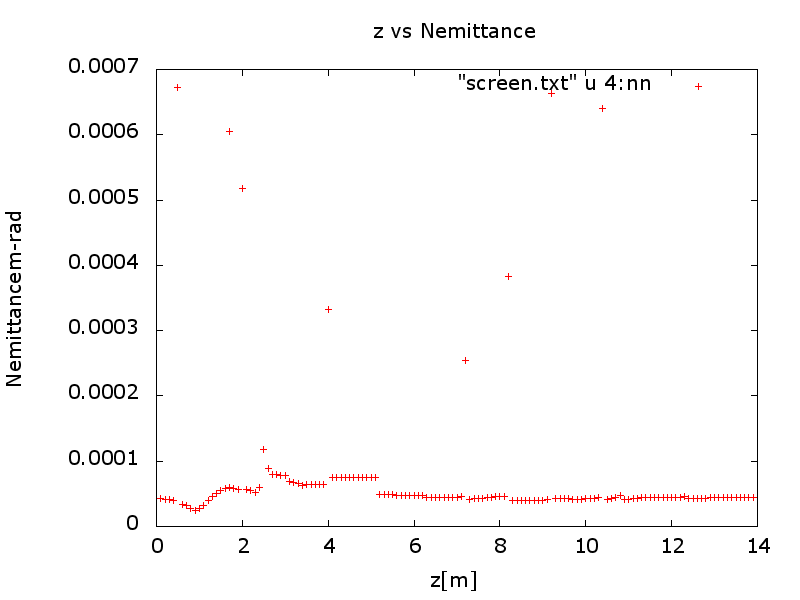 z vs Nemittance
"screen.txt" u 4:nn
0.0007
0.0006
0.0005
0.0004
0.0003
0.0002
0.0001
0
Nemittancem-rad
0 2 4 6 8 10 12 14
z[m]